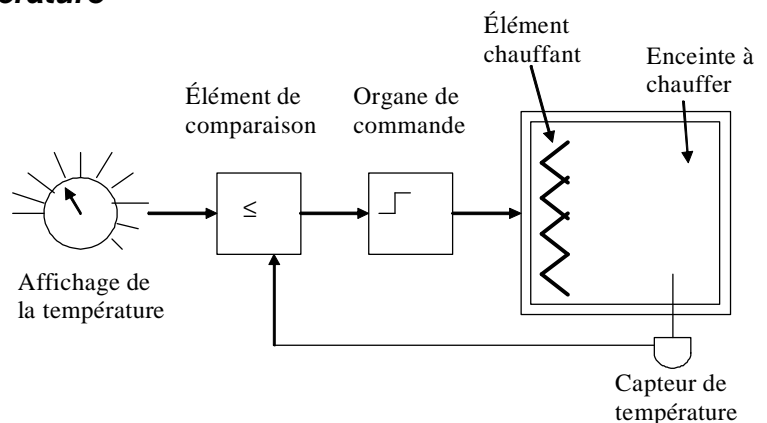 Élément
chauffant
Enceinte à
chauffer
Élément de
comparaison
Organe de
commande
≤
Affichage de
la température
Capteur de
température